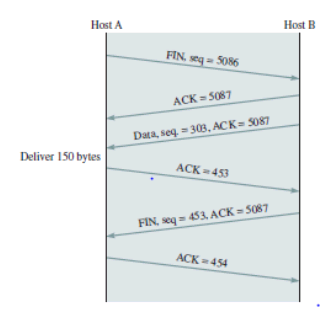 Host A
Host B
FIN, seq = 5086
ACK = 5087
Data, seq. = 303, ACK = 5087
Deliver 150 bytes
ACK = 453
FIN, seq = 453, ACK = 5087
ACK = 454